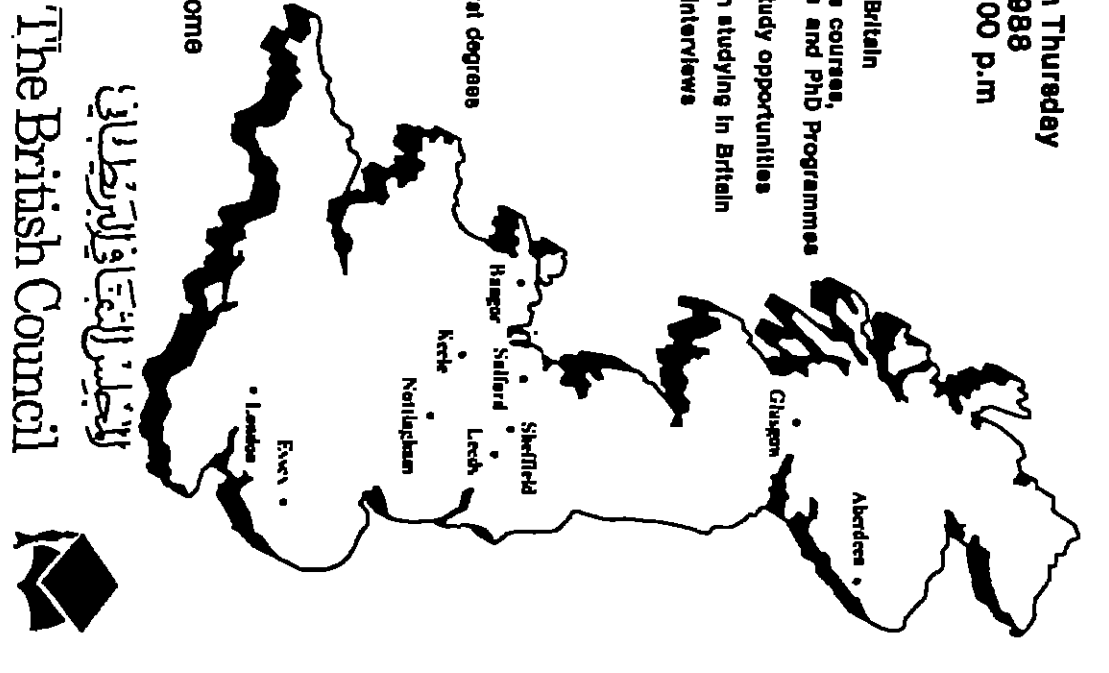 n Thursday
988
00 p.m
Britain
s courses,
s and PhD Programmes
tudy opportunities
n studying in Britain
nterviews
st degrees
ome
Aberdeen
Glasgow
Sheffield
Bangor
Salford
Leeds
Keele
Nottingham
Essex
London
المجلس الثقافي البريطاني
The British Council